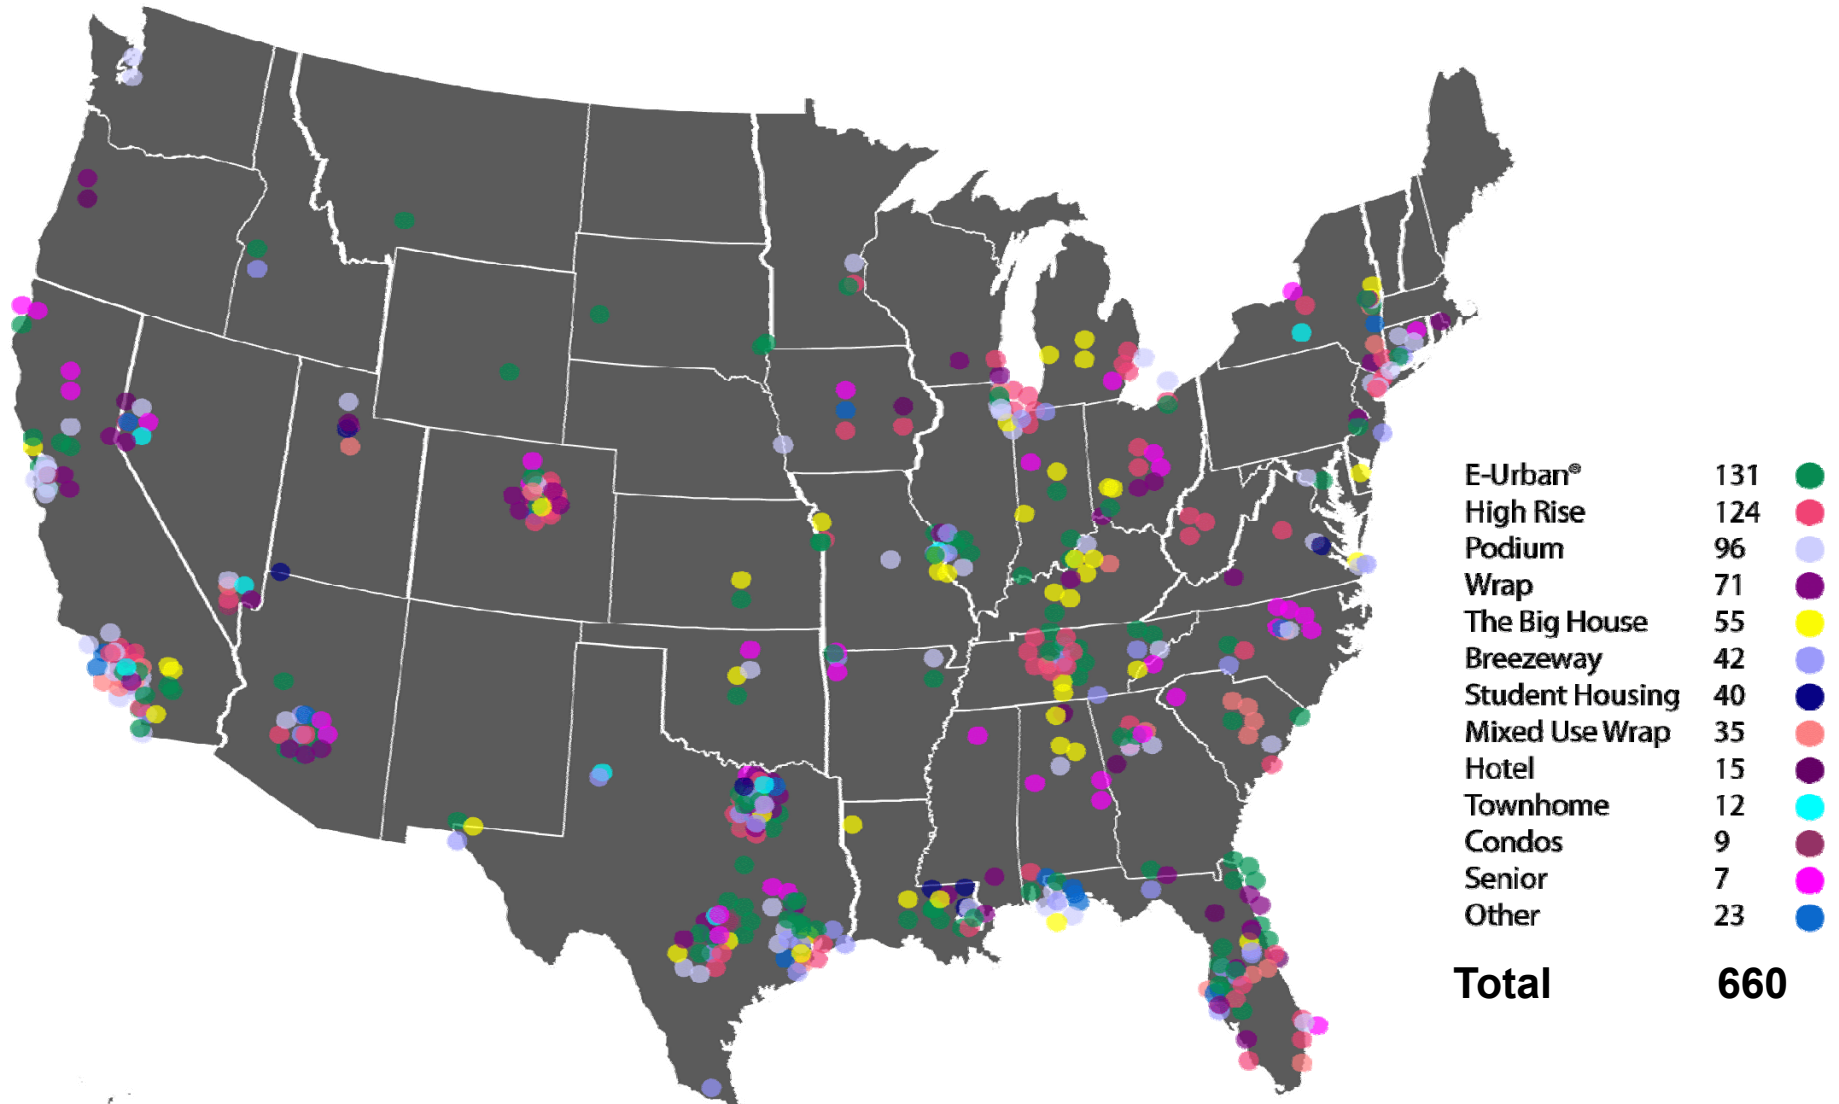 E-Urban® 131
High Rise 124
Podium 96
Wrap 71
The Big House 55
Breezeway 42
Student Housing 40
Mixed Use Wrap 35
Hotel 15
Townhome 12
Condos 9
Senior 7
Other 23
Total 660